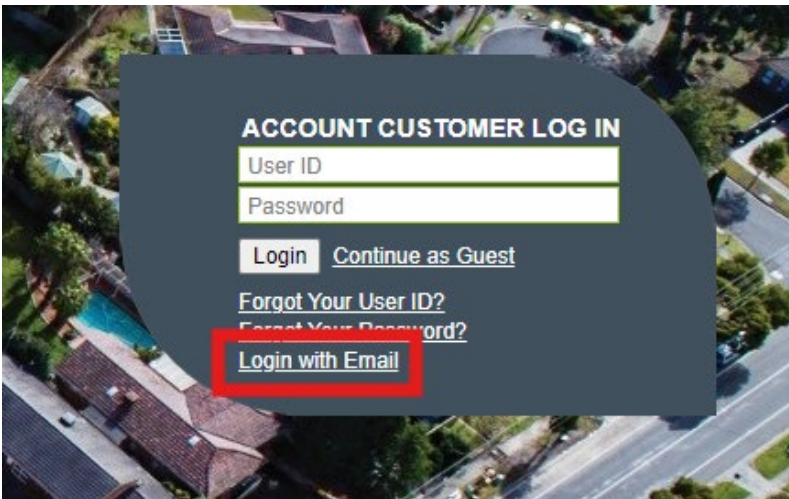 ACCOUNT CUSTOMER LOG IN
User ID
Password
Login Continue as Guest
Forgot Your User ID?
Forgot Your Password?
Login with Email